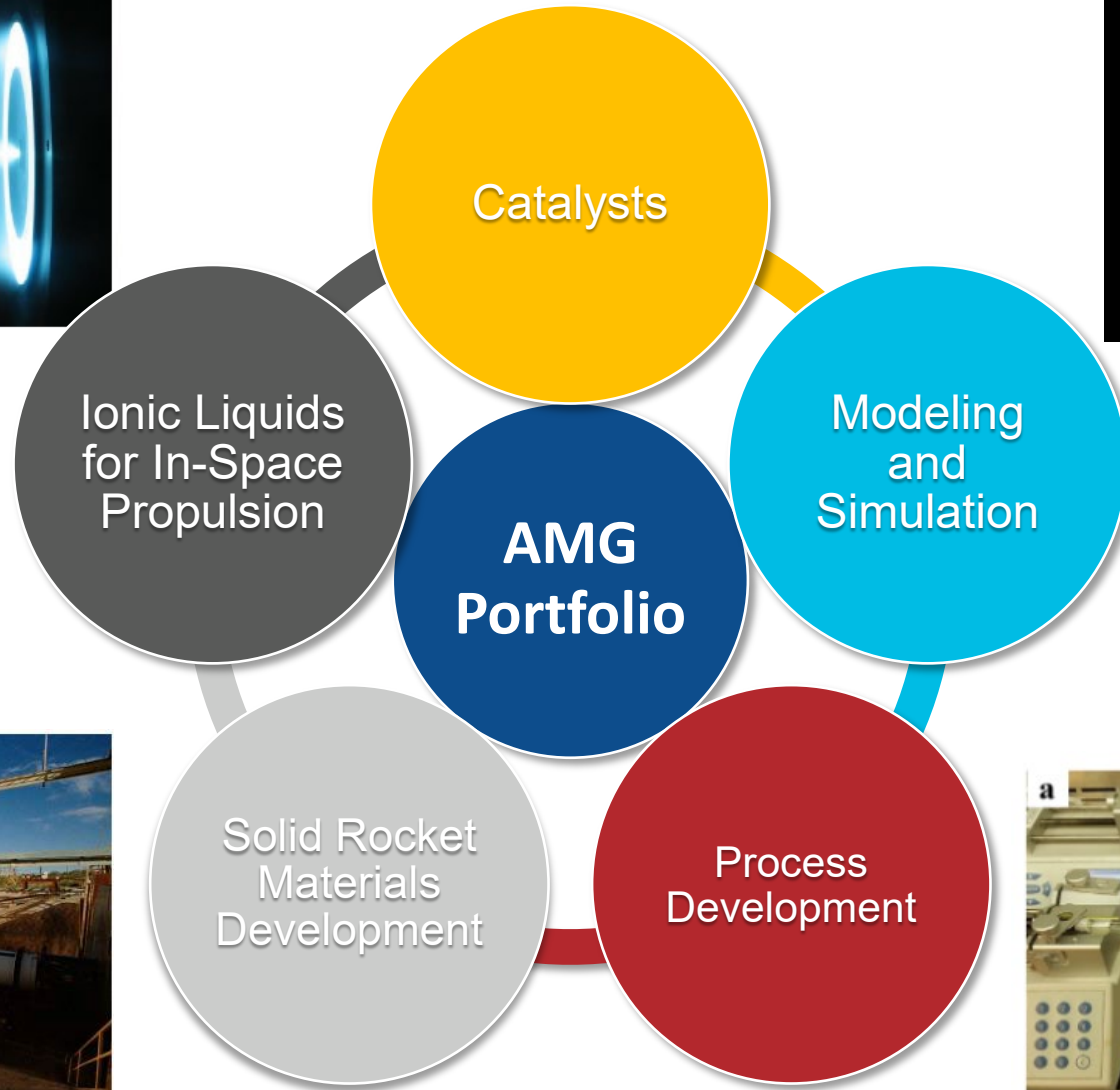 Catalysts
Ionic Liquids
for In-Space
Propulsion
Modeling
and
Simulation
AMG
Portfolio
Solid Rocket
Materials
Development
Process
Development
a